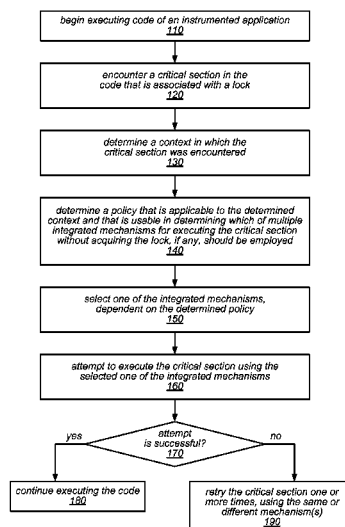 begin executing code of an instrumented application
110
encounter a critical section in the
code that is associated with a lock
120
determine a context in which the
critical section was encountered
130
determine a policy that is applicable to the determined
context and that is usable in determining which of multiple
integrated mechanisms for executing the critical section
without acquiring the lock, if any, should be employed
140
select one of the integrated mechanisms,
dependent on the determined policy
150
attempt to execute the critical section using the
selected one of the integrated mechanisms
160
attempt
is successful?
170
yes
no
continue executing the code
180
retry the critical section one or
more times, using the same or
different mechanism(s)
190